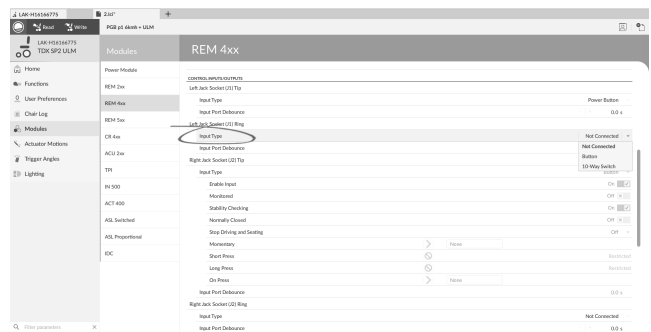 LAK-H16166775 2.lci* +
Read Write PGB p1 6kmh + ULM
LAK-H16166775
TDX SP2 ULM
Modules
REM 4xx
Home
Functions
User Preferences
Chair Log
Modules
Actuator Motions
Trigger Angles
Lighting
Filter parameters ×
Power Module
REM 2xx
REM 4xx
REM 5xx
CR 4xx
ACU 2xx
TPI
IN 500
ACT 400
ASL Switched
ASL Proportional
IDC
CONTROL INPUTS/OUTPUTS
Left Jack Socket (J1) Tip
Input Type Power Button
Input Port Debounce 0.0 s
Left Jack Socket (J1) Ring
Input Type Not Connected
Input Port Debounce
Not Connected
Button
10-Way Switch
Right Jack Socket (J2) Tip
Input Type Button
Enable Input On
Monitored Off
Stability Checking On
Normally Closed Off
Stop Driving and Seating Off
Momentary None
Short Press Restricted
Long Press Restricted
On Press None
Input Port Debounce 0.0 s
Right Jack Socket (J2) Ring
Input Type Not Connected
Input Port Debounce 0.0 s